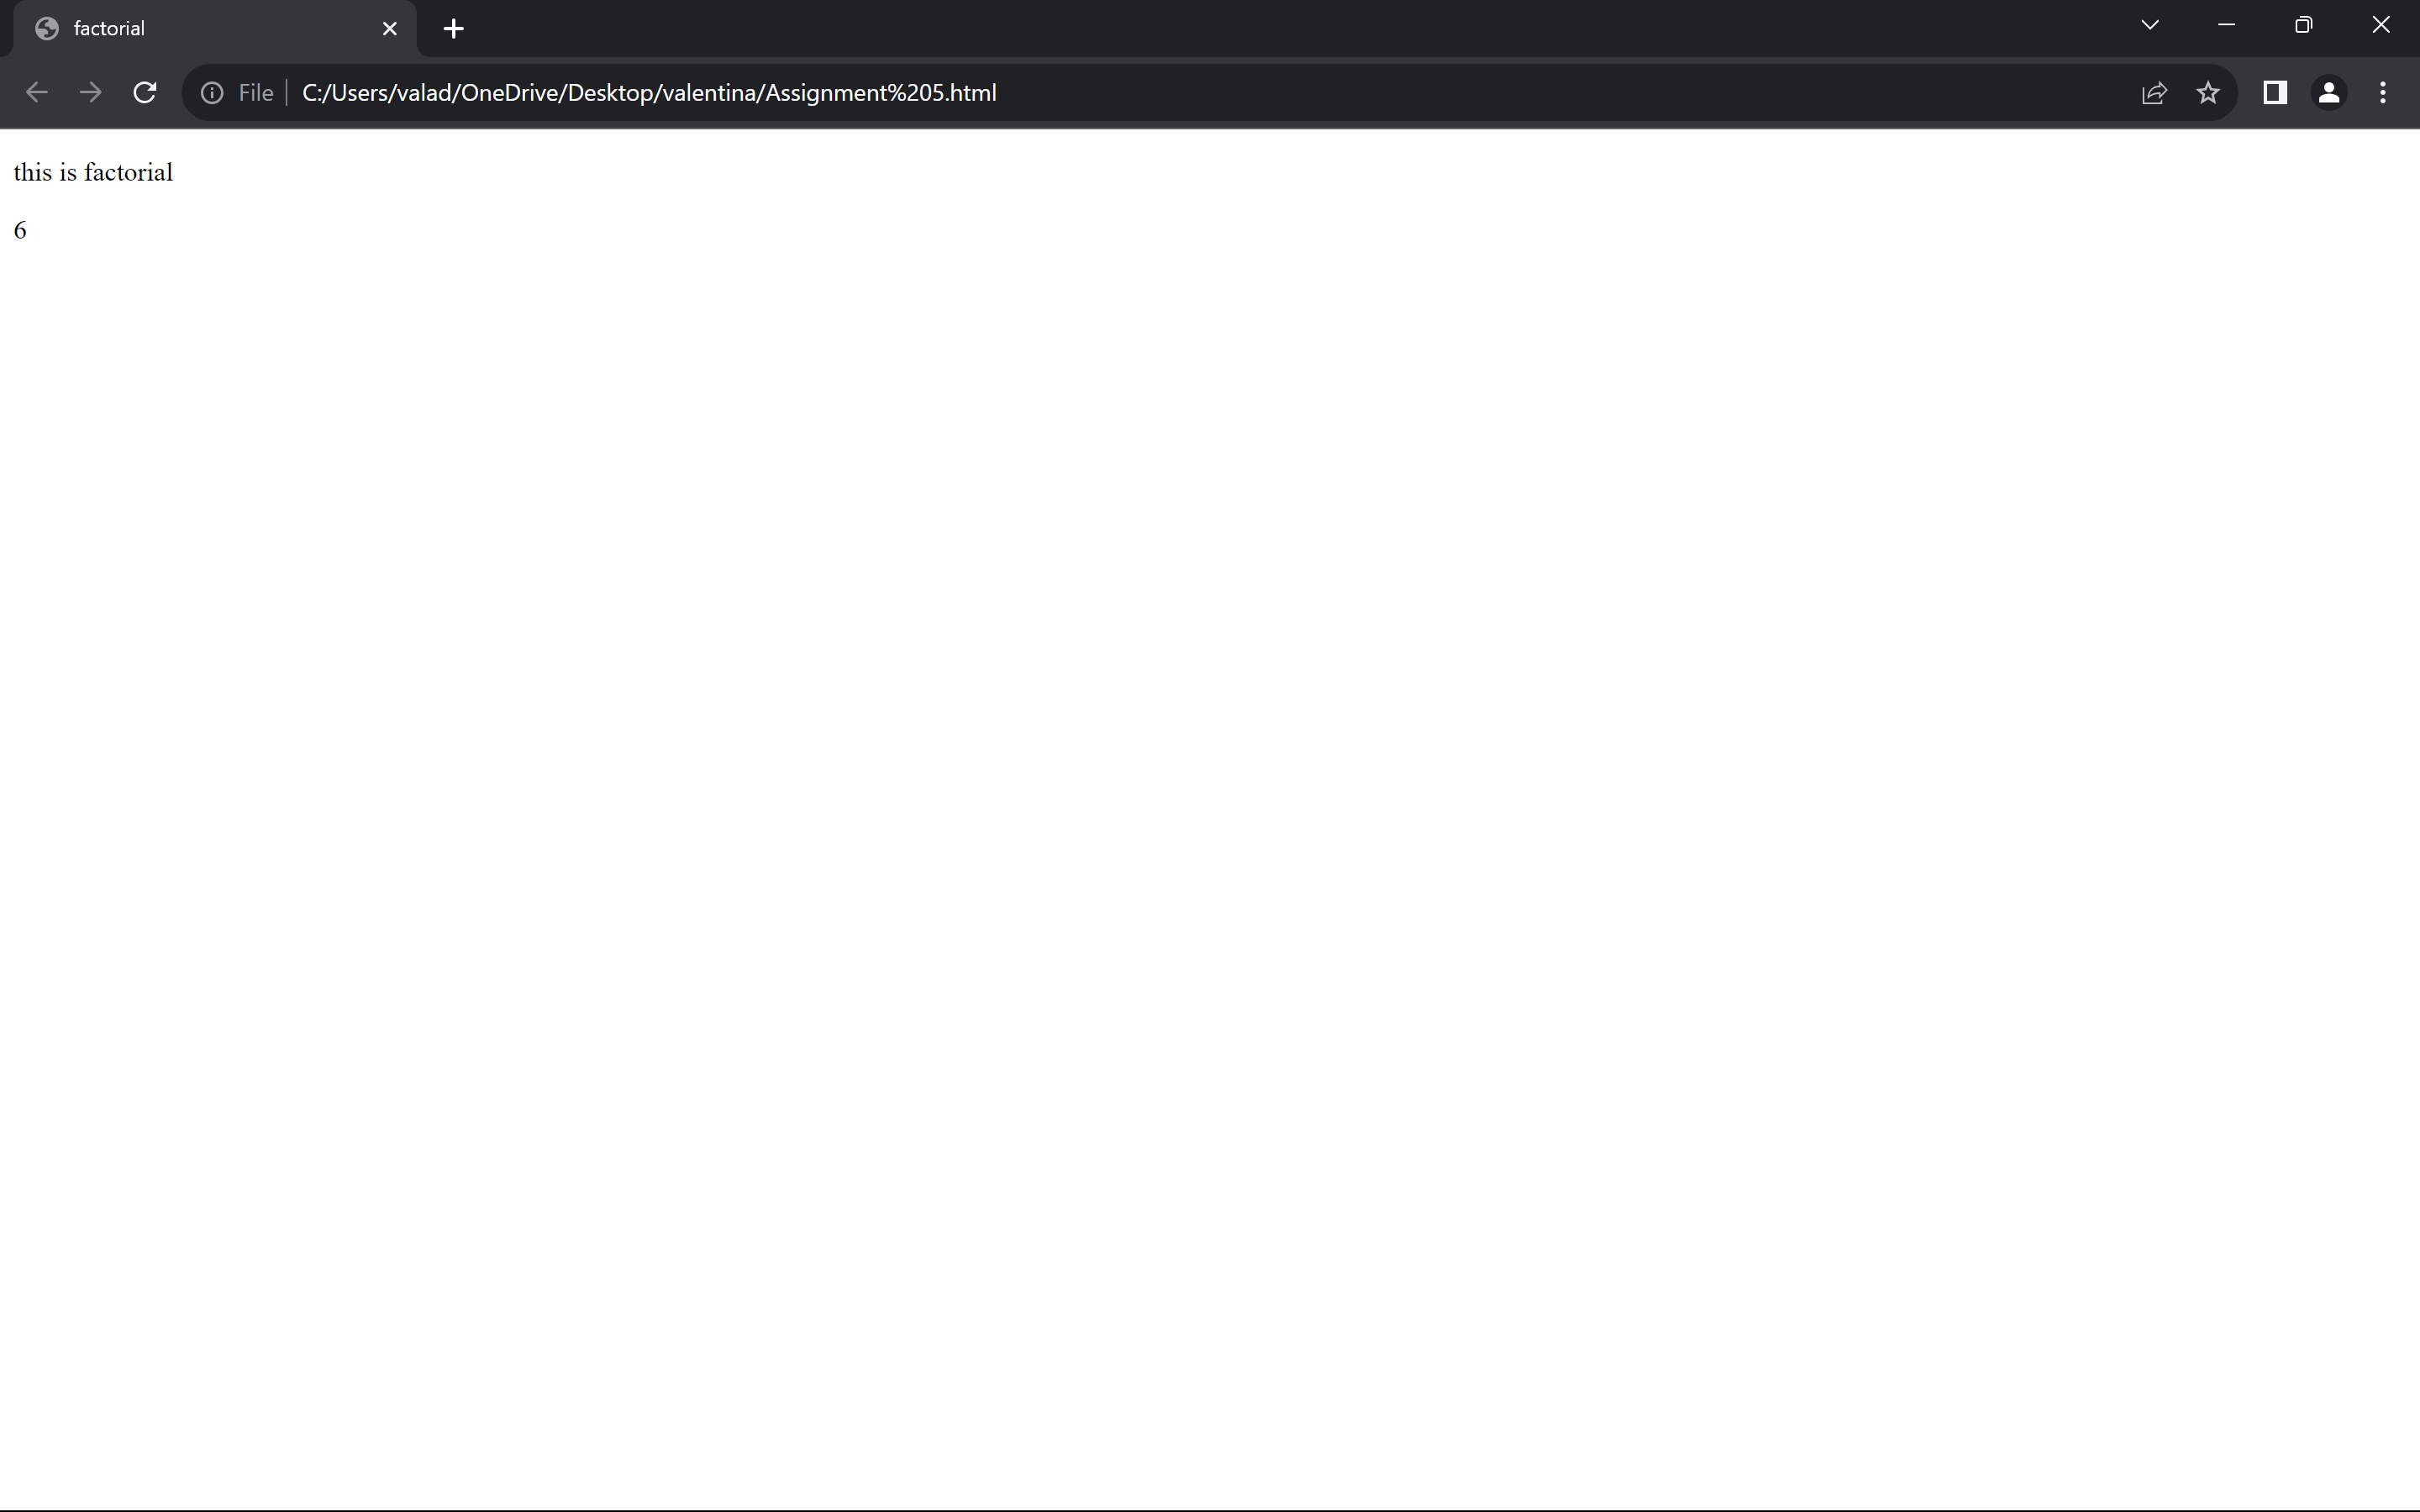 factorial
File C:/Users/valad/OneDrive/Desktop/valentina/Assignment%205.html
this is factorial
6